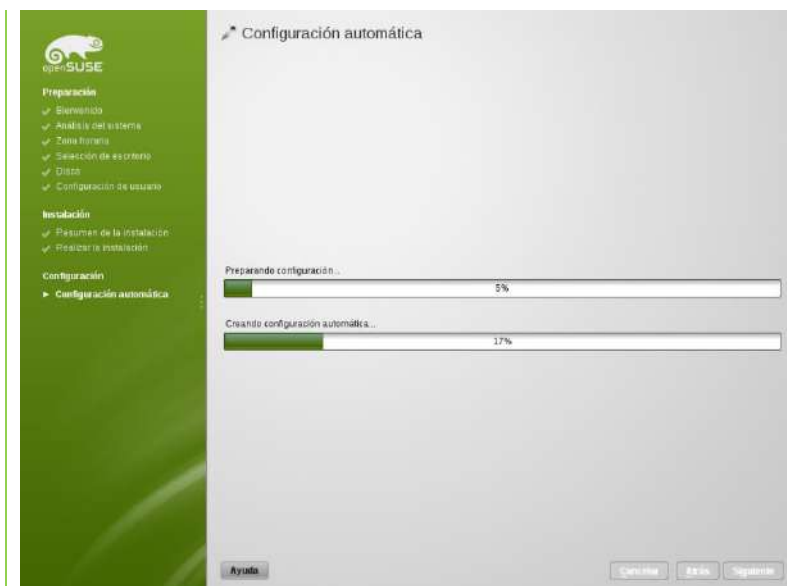 openSUSE
Preparación
Bienvenido
Análisis del sistema
Zona horaria
Selección de escritorio
Disco
Configuración de usuario
Instalación
Resumen de la instalación
Realizar la instalación
Configuración
Configuración automática
Configuración automática
Preparando configuración...
5%
Creando configuración automática...
17%
Ayuda
Cancelar
Atrás
Siguiente